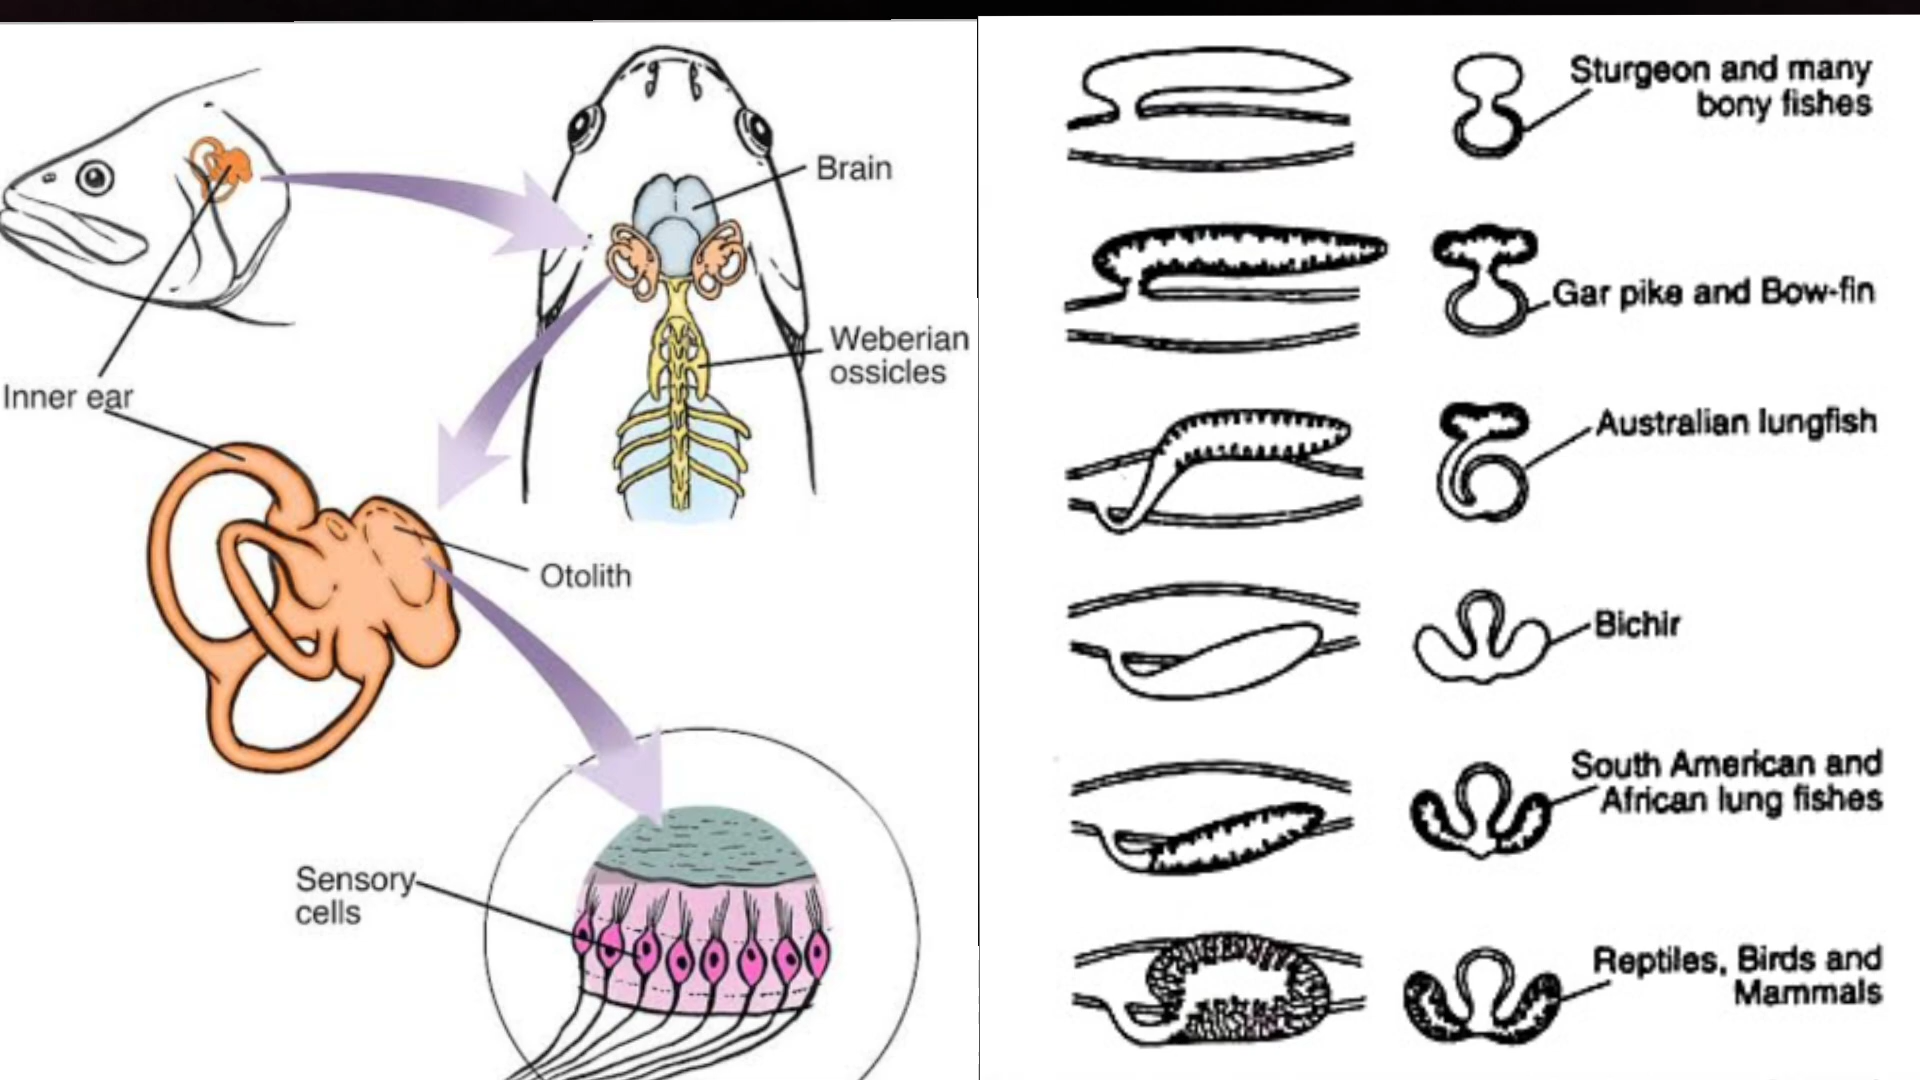 Brain
Weberian
ossicles
Inner ear
Otolith
Sensory
cells
Sturgeon and many
bony fishes
Gar pike and Bow-fin
Australian lungfish
Bichir
South American and
African lung fishes
Reptiles, Birds and
Mammals